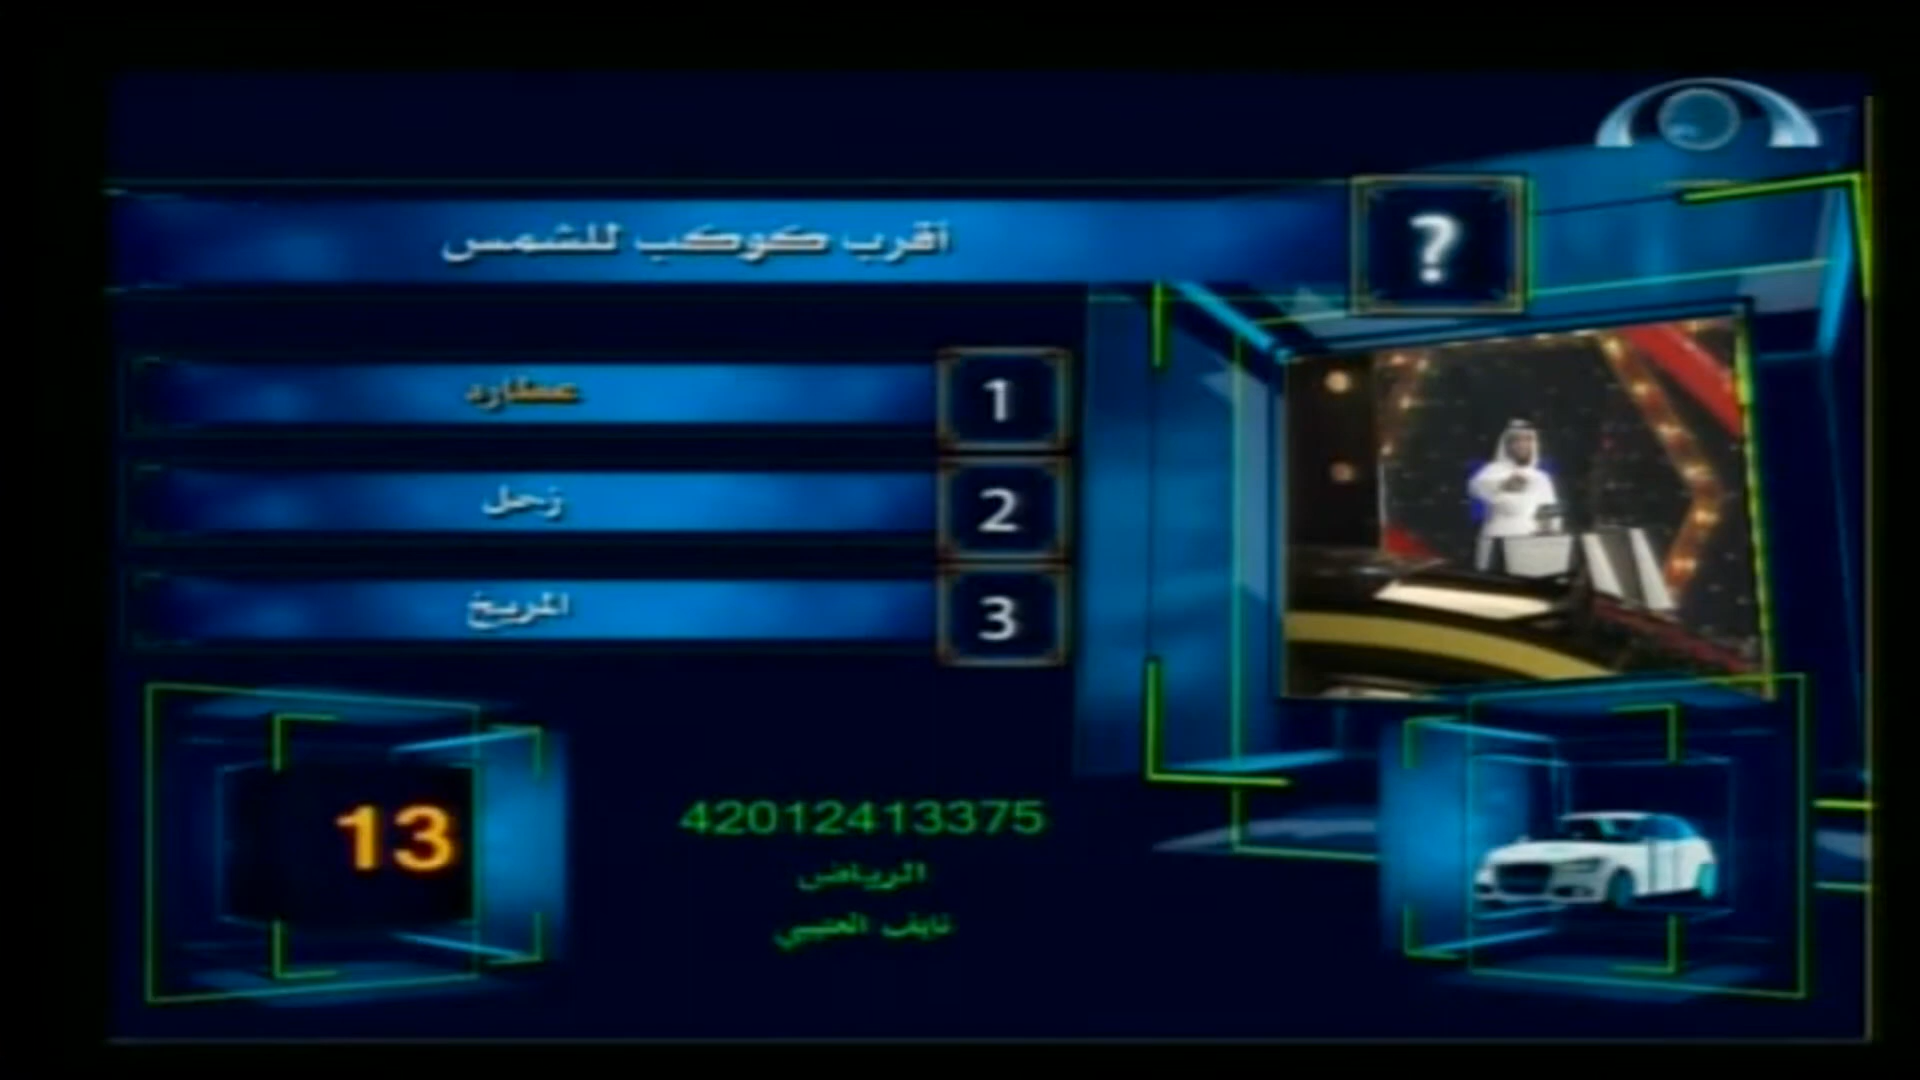 أقرب كوكب للشمس
?
عطارد
1
زحل
2
المريخ
3
13
42012413375
الرياض
نايف العتيبي